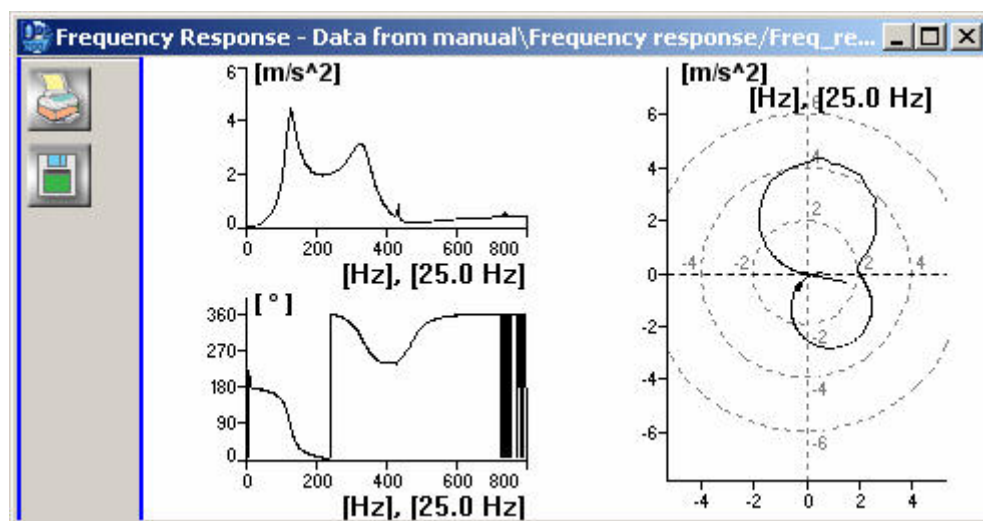 Frequency Response - Data from manual\Frequency response/Freq_re...
[m/s^2]
6
4
2
0
0 200 400 600 800
[Hz], [25.0 Hz]
[ ° ]
360
270
180
90
0
0 200 400 600 800
[Hz], [25.0 Hz]
[m/s^2]
[Hz], [25.0 Hz]
6
4
2
0
-2
-4
-6
6
4
2
-4 -2 2 4
-2
-4
-6
-4 -2 0 2 4